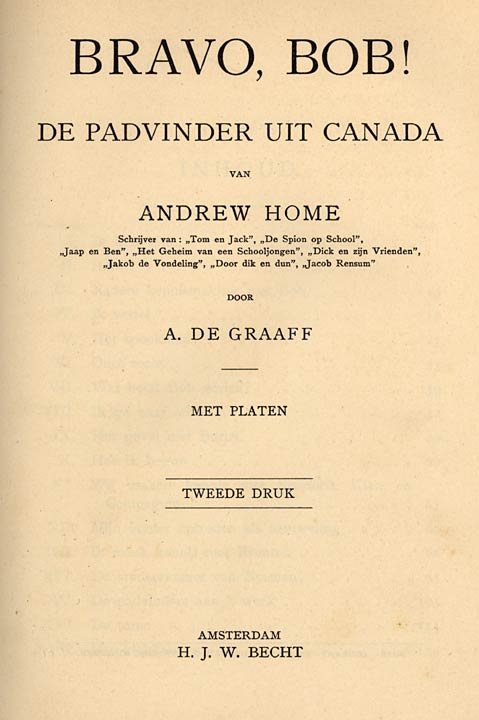 BRAVO, BOB!
DE PADVINDER UIT CANADA
VAN
ANDREW HOME
Schrijver van: „Tom en Jack”, „De Spion op School”,
„Jaap en Ben”, „Het Geheim van een Schooljongen”, „Dick en zijn Vrienden”,
„Jakob de Vondeling”, „Door dik en dun”, „Jacob Rensum”
DOOR
A. DE GRAAFF
MET PLATEN
TWEEDE DRUK
AMSTERDAM
H. J. W. BECHT